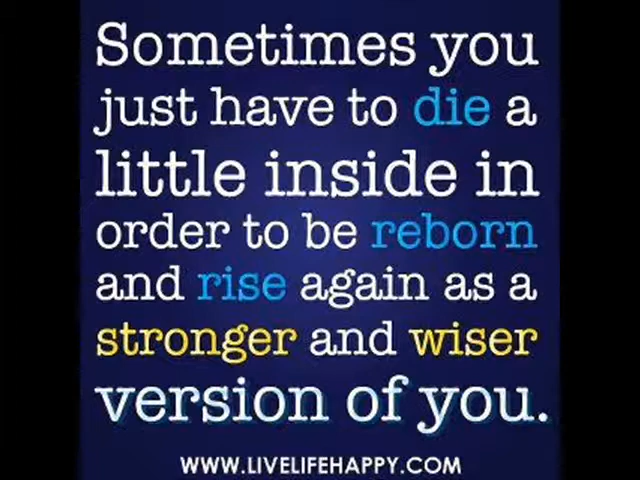 Sometimes you
just have to die a
little inside in
order to be reborn
and rise again as a
stronger and wiser
version of you.
WWW.LIVELIFEHAPPY.COM